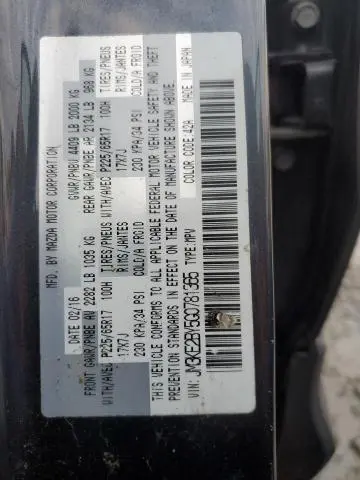 MFD. BY MAZDA MOTOR CORPORATION
DATE 02/16 GVWR/PNBV 4409 LB 2000 KG
FRONT GAWR/PNBE AV 2282 LB 1035 KG REAR GAWR/PNBE AR 2134 LB 968 KG
WITH/AVEC P225/65R17 100H TIRES/PNEUS WITH/AVEC P225/65R17 100H TIRES/PNEUS
17X7J RIMS/JANTES 17X7J RIMS/JANTES
230 KPA/34 PSI COLD/A FROID 230 KPA/34 PSI COLD/A FROID
THIS VEHICLE CONFORMS TO ALL APPLICABLE FEDERAL MOTOR VEHICLE SAFETY AND THEFT
PREVENTION STANDARDS IN EFFECT ON THE DATE OF MANUFACTURE SHOWN ABOVE
MADE IN JAPAN
COLOR CODE:42A
TYPE:MPV
VIN: JM3KE2BY5G0781365